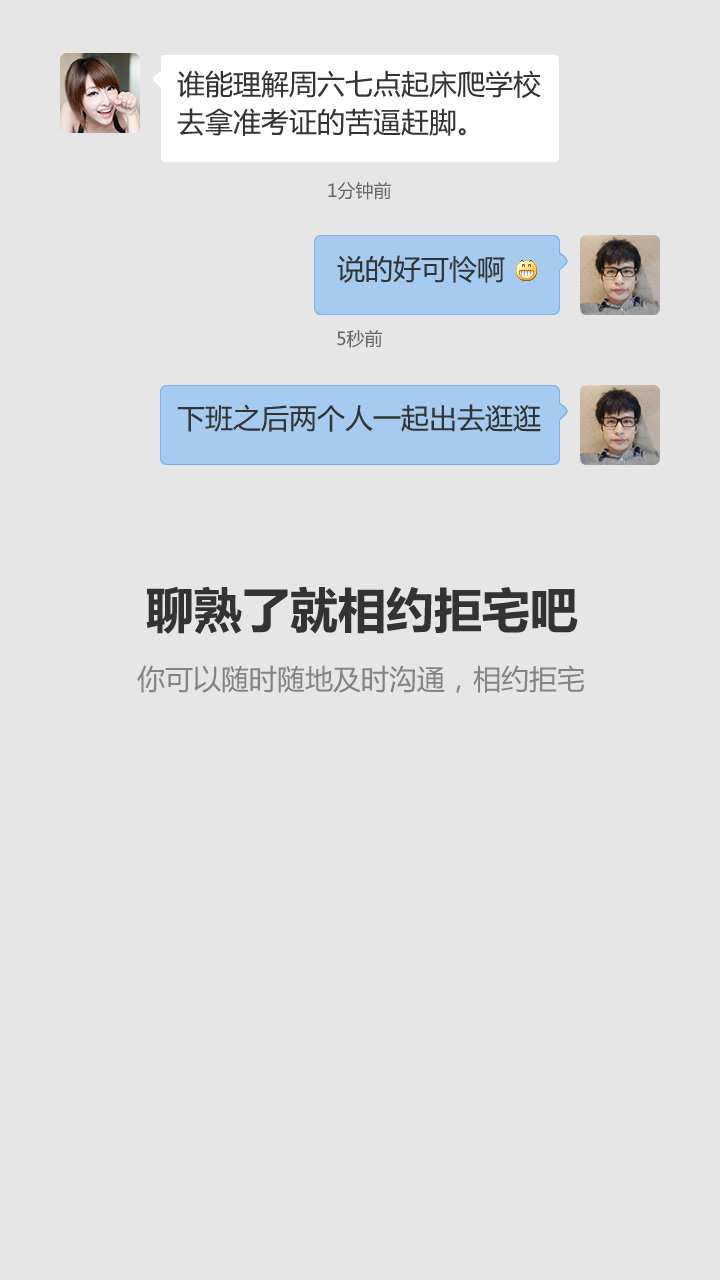 谁能理解周六七点起床爬学校
去拿准考证的苦逼赶脚。
1分钟前
说的好可怜啊
5秒前
下班之后两个人一起出去逛逛
聊熟了就相约拒宅吧
你可以随时随地及时沟通，相约拒宅